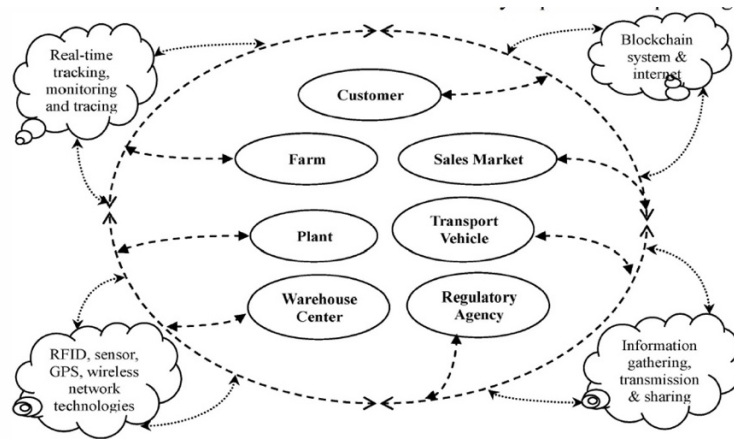 Real-time
tracking,
monitoring
and tracing
Blockchain
system &
internet
Customer
Farm
Sales Market
Plant
Transport
Vehicle
Warehouse
Center
Regulatory
Agency
RFID, sensor,
GPS, wireless
network
technologies
Information
gathering,
transmission
& sharing